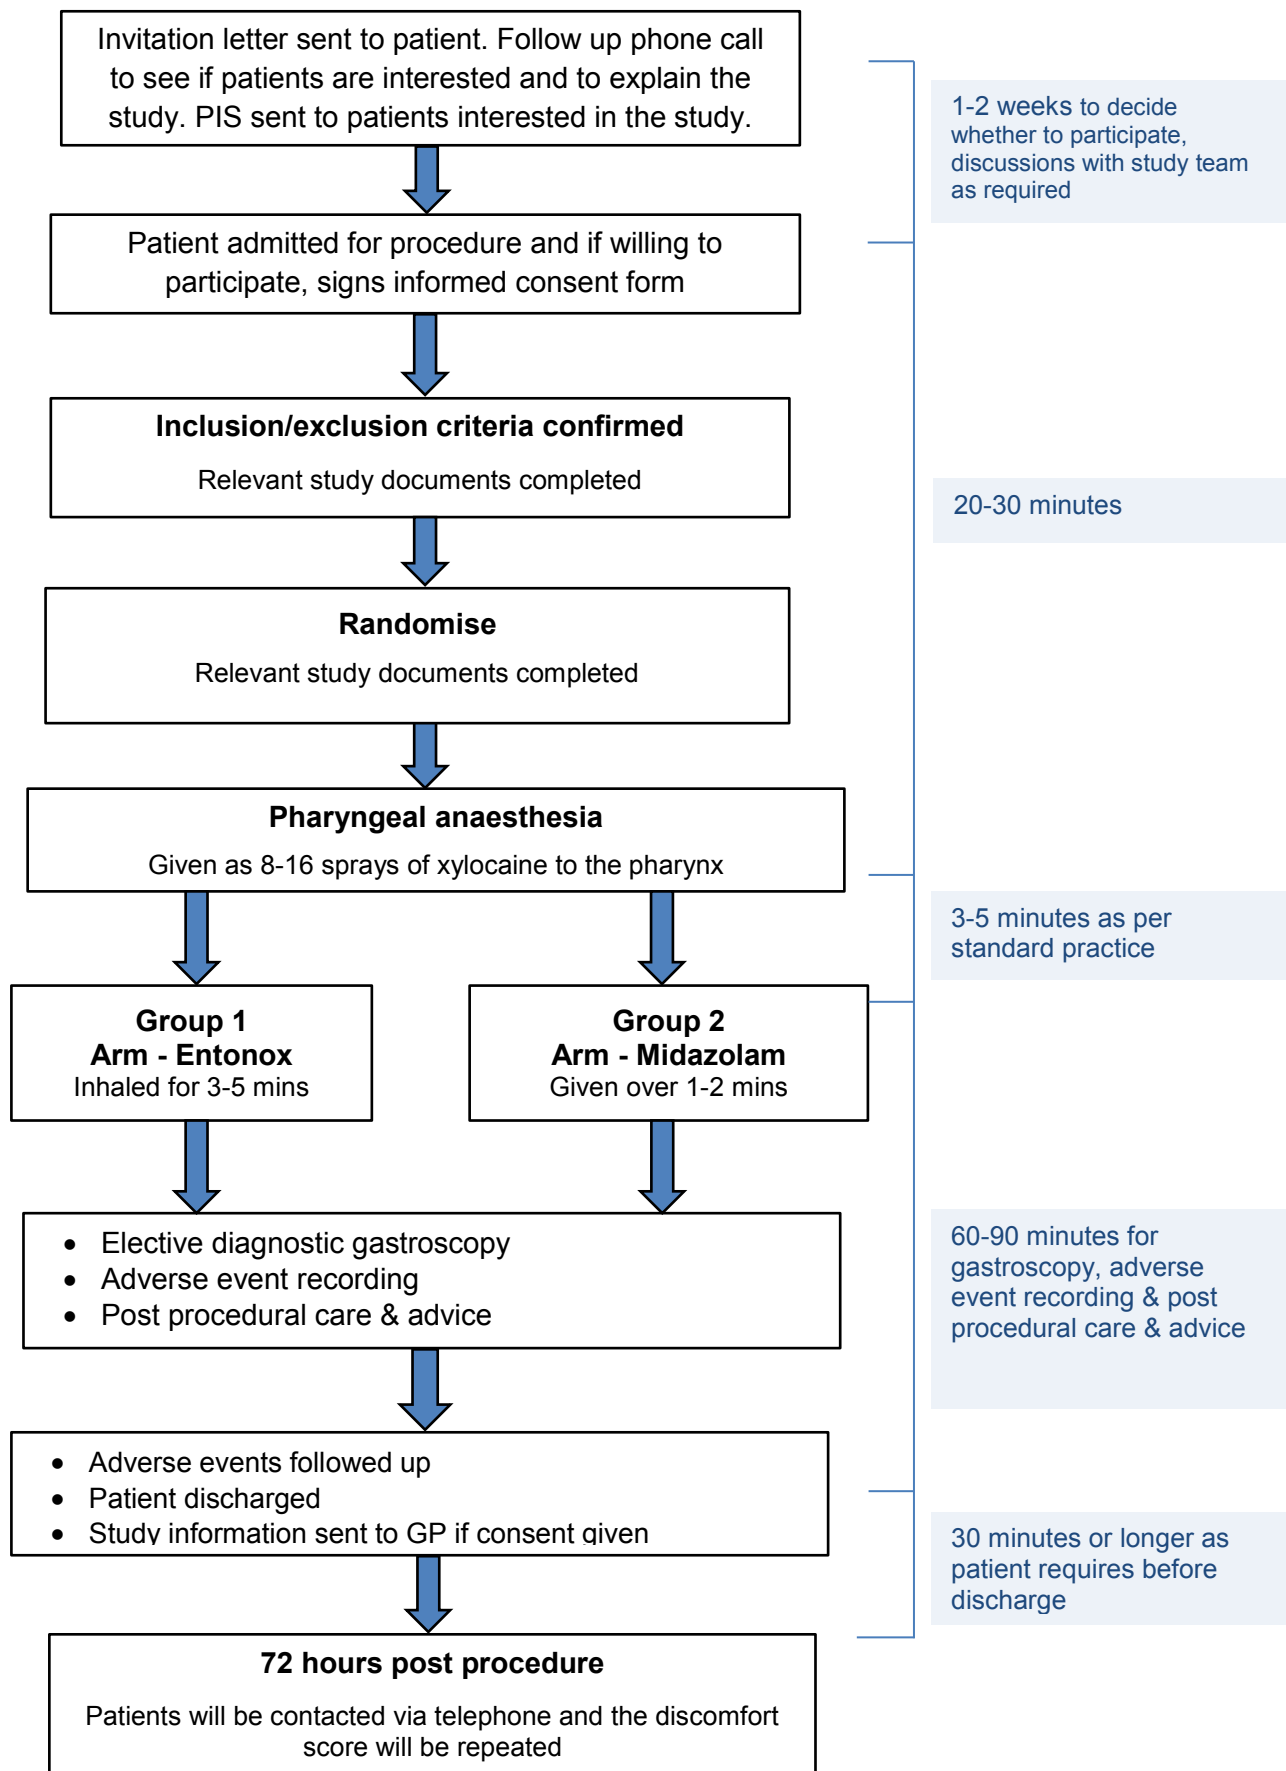 Invitation letter sent to patient. Follow up phone call
to see if patients are interested and to explain the
study. PIS sent to patients interested in the study.
1-2 weeks to decide
whether to participate,
discussions with study team
as required
Patient admitted for procedure and if willing to
participate, signs informed consent form
Inclusion/exclusion criteria confirmed
Relevant study documents completed
20-30 minutes
Randomise
Relevant study documents completed
Pharyngeal anaesthesia
Given as 8-16 sprays of xylocaine to the pharynx
3-5 minutes as per
standard practice
Group 1
Arm - Entonox
Inhaled for 3-5 mins
Group 2
Arm - Midazolam
Given over 1-2 mins
• Elective diagnostic gastroscopy
• Adverse event recording
• Post procedural care & advice
60-90 minutes for
gastroscopy, adverse
event recording & post
procedural care & advice
• Adverse events followed up
• Patient discharged
• Study information sent to GP if consent given
30 minutes or longer as
patient requires before
discharge
72 hours post procedure
Patients will be contacted via telephone and the discomfort
score will be repeated